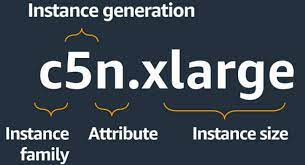 Instance generation
c5n.xlarge
Instance Attribute Instance size
family